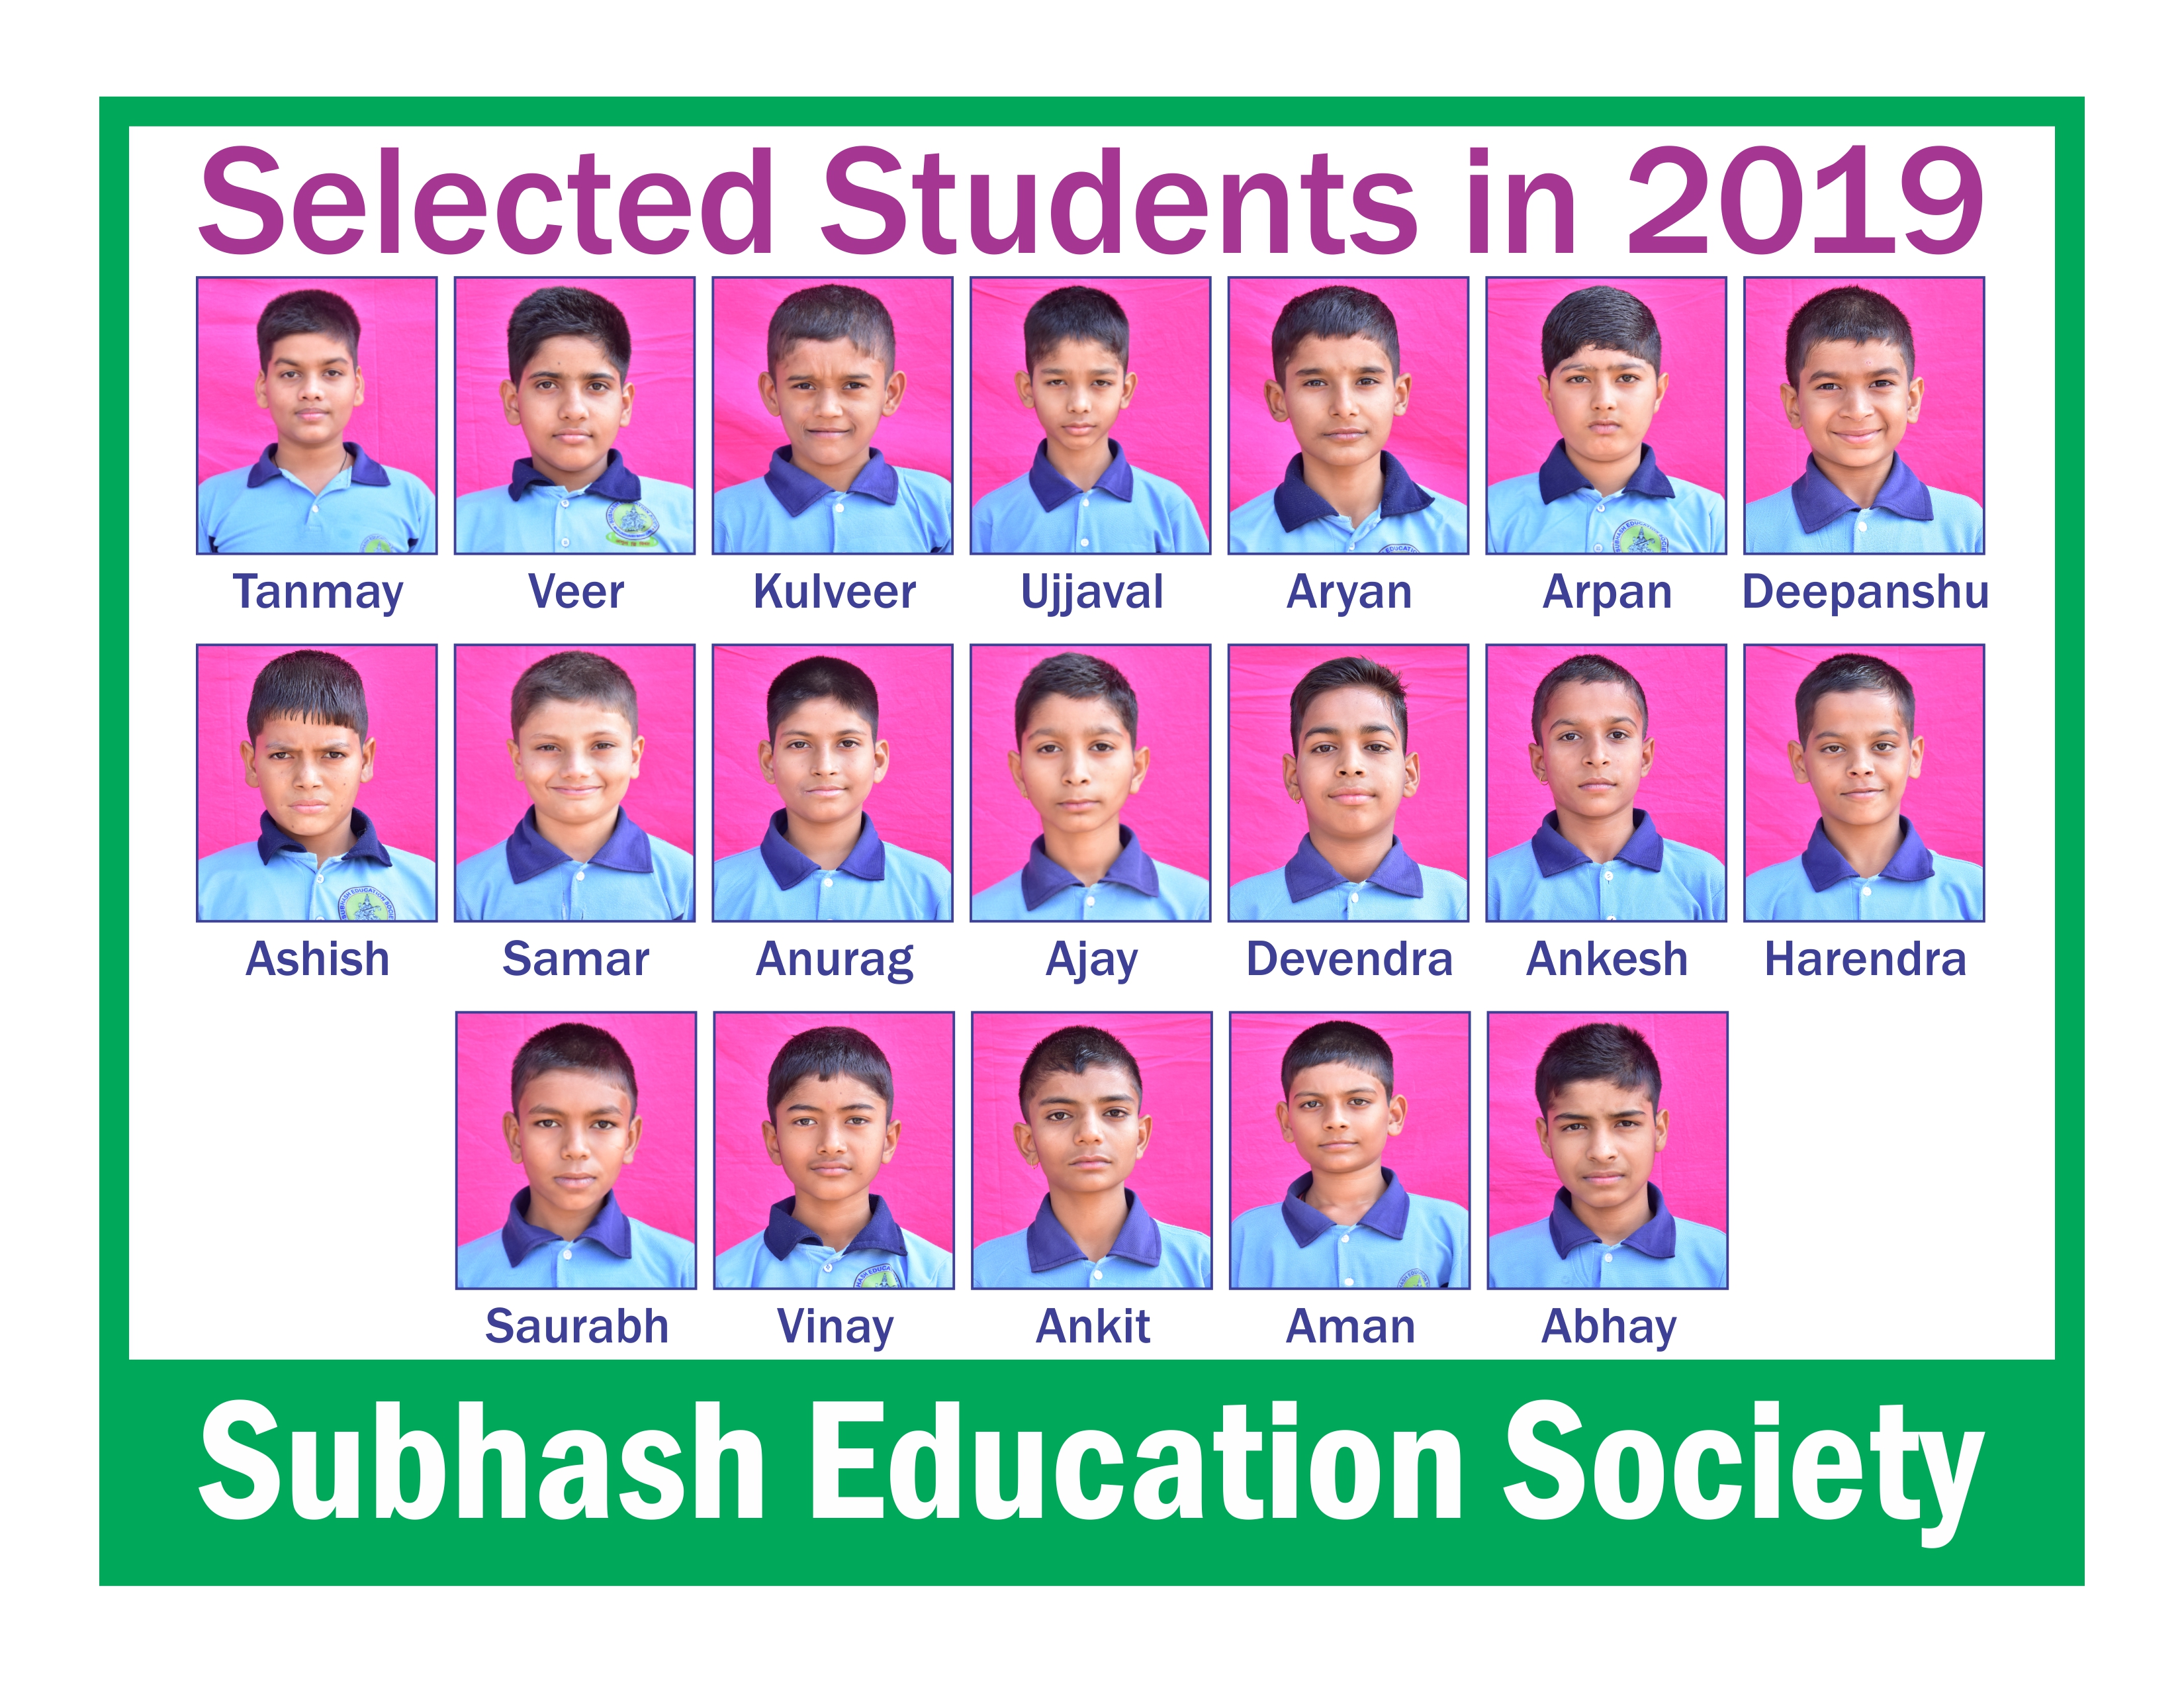 Selected Students in 2019
Tanmay Veer Kulveer Ujjaval Aryan Arpan Deepanshu
Ashish Samar Anurag Ajay Devendra Ankesh Harendra
Saurabh Vinay Ankit Aman Abhay
Subhash Education Society